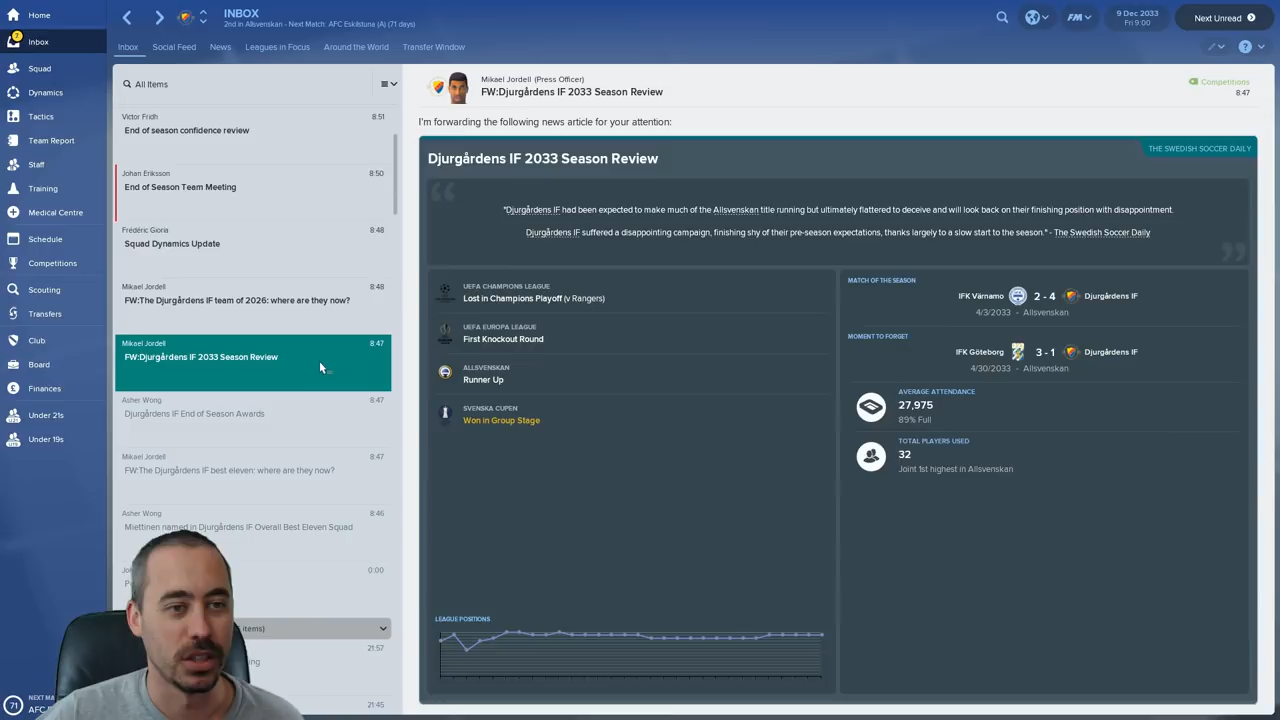 Home
7
Inbox
Squad
Dynamics
Tactics
Team Report
Staff
Training
Medical Centre
Schedule
Competitions
Scouting
Transfers
Club
Board
Finances
Under 21s
Under 19s
71
NEXT MA
AFC E
INBOX
2nd in Allsvenskan - Next Match: AFC Eskilstuna (A) (71 days)
FM
9 Dec 2033
Fri 9:00
Next Unread
Inbox
Social Feed
News
Leagues in Focus
Around the World
Transfer Window
?
All Items
Victor Fridh 8:51
End of season confidence review
Johan Eriksson 8:50
End of Season Team Meeting
Frédéric Gioria 8:48
Squad Dynamics Update
Mikael Jordell 8:48
FW:The Djurgårdens IF team of 2026: where are they now?
Mikael Jordell 8:47
FW:Djurgårdens IF 2033 Season Review
Asher Wong 8:47
Djurgårdens IF End of Season Awards
Mikael Jordell 8:47
FW:The Djurgårdens IF best eleven: where are they now?
Asher Wong 8:46
Miettinen named in Djurgårdens IF Overall Best Eleven Squad
0:00
items)
21:57
21:45
Mikael Jordell (Press Officer)
FW:Djurgårdens IF 2033 Season Review
Competitions
8:47
I'm forwarding the following news article for your attention:
THE SWEDISH SOCCER DAILY
Djurgårdens IF 2033 Season Review
"Djurgårdens IF had been expected to make much of the Allsvenskan title running but ultimately flattered to deceive and will look back on their finishing position with disappointment.
Djurgårdens IF suffered a disappointing campaign, finishing shy of their pre-season expectations, thanks largely to a slow start to the season." - The Swedish Soccer Daily
UEFA CHAMPIONS LEAGUE
Lost in Champions Playoff (v Rangers)
UEFA EUROPA LEAGUE
First Knockout Round
ALLSVENSKAN
Runner Up
SVENSKA CUPEN
Won in Group Stage
LEAGUE POSITIONS
MATCH OF THE SEASON
IFK Värnamo 2 - 4 Djurgårdens IF
4/3/2033 - Allsvenskan
MOMENT TO FORGET
IFK Göteborg 3 - 1 Djurgårdens IF
4/30/2033 - Allsvenskan
AVERAGE ATTENDANCE
27,975
89% Full
TOTAL PLAYERS USED
32
Joint 1st highest in Allsvenskan